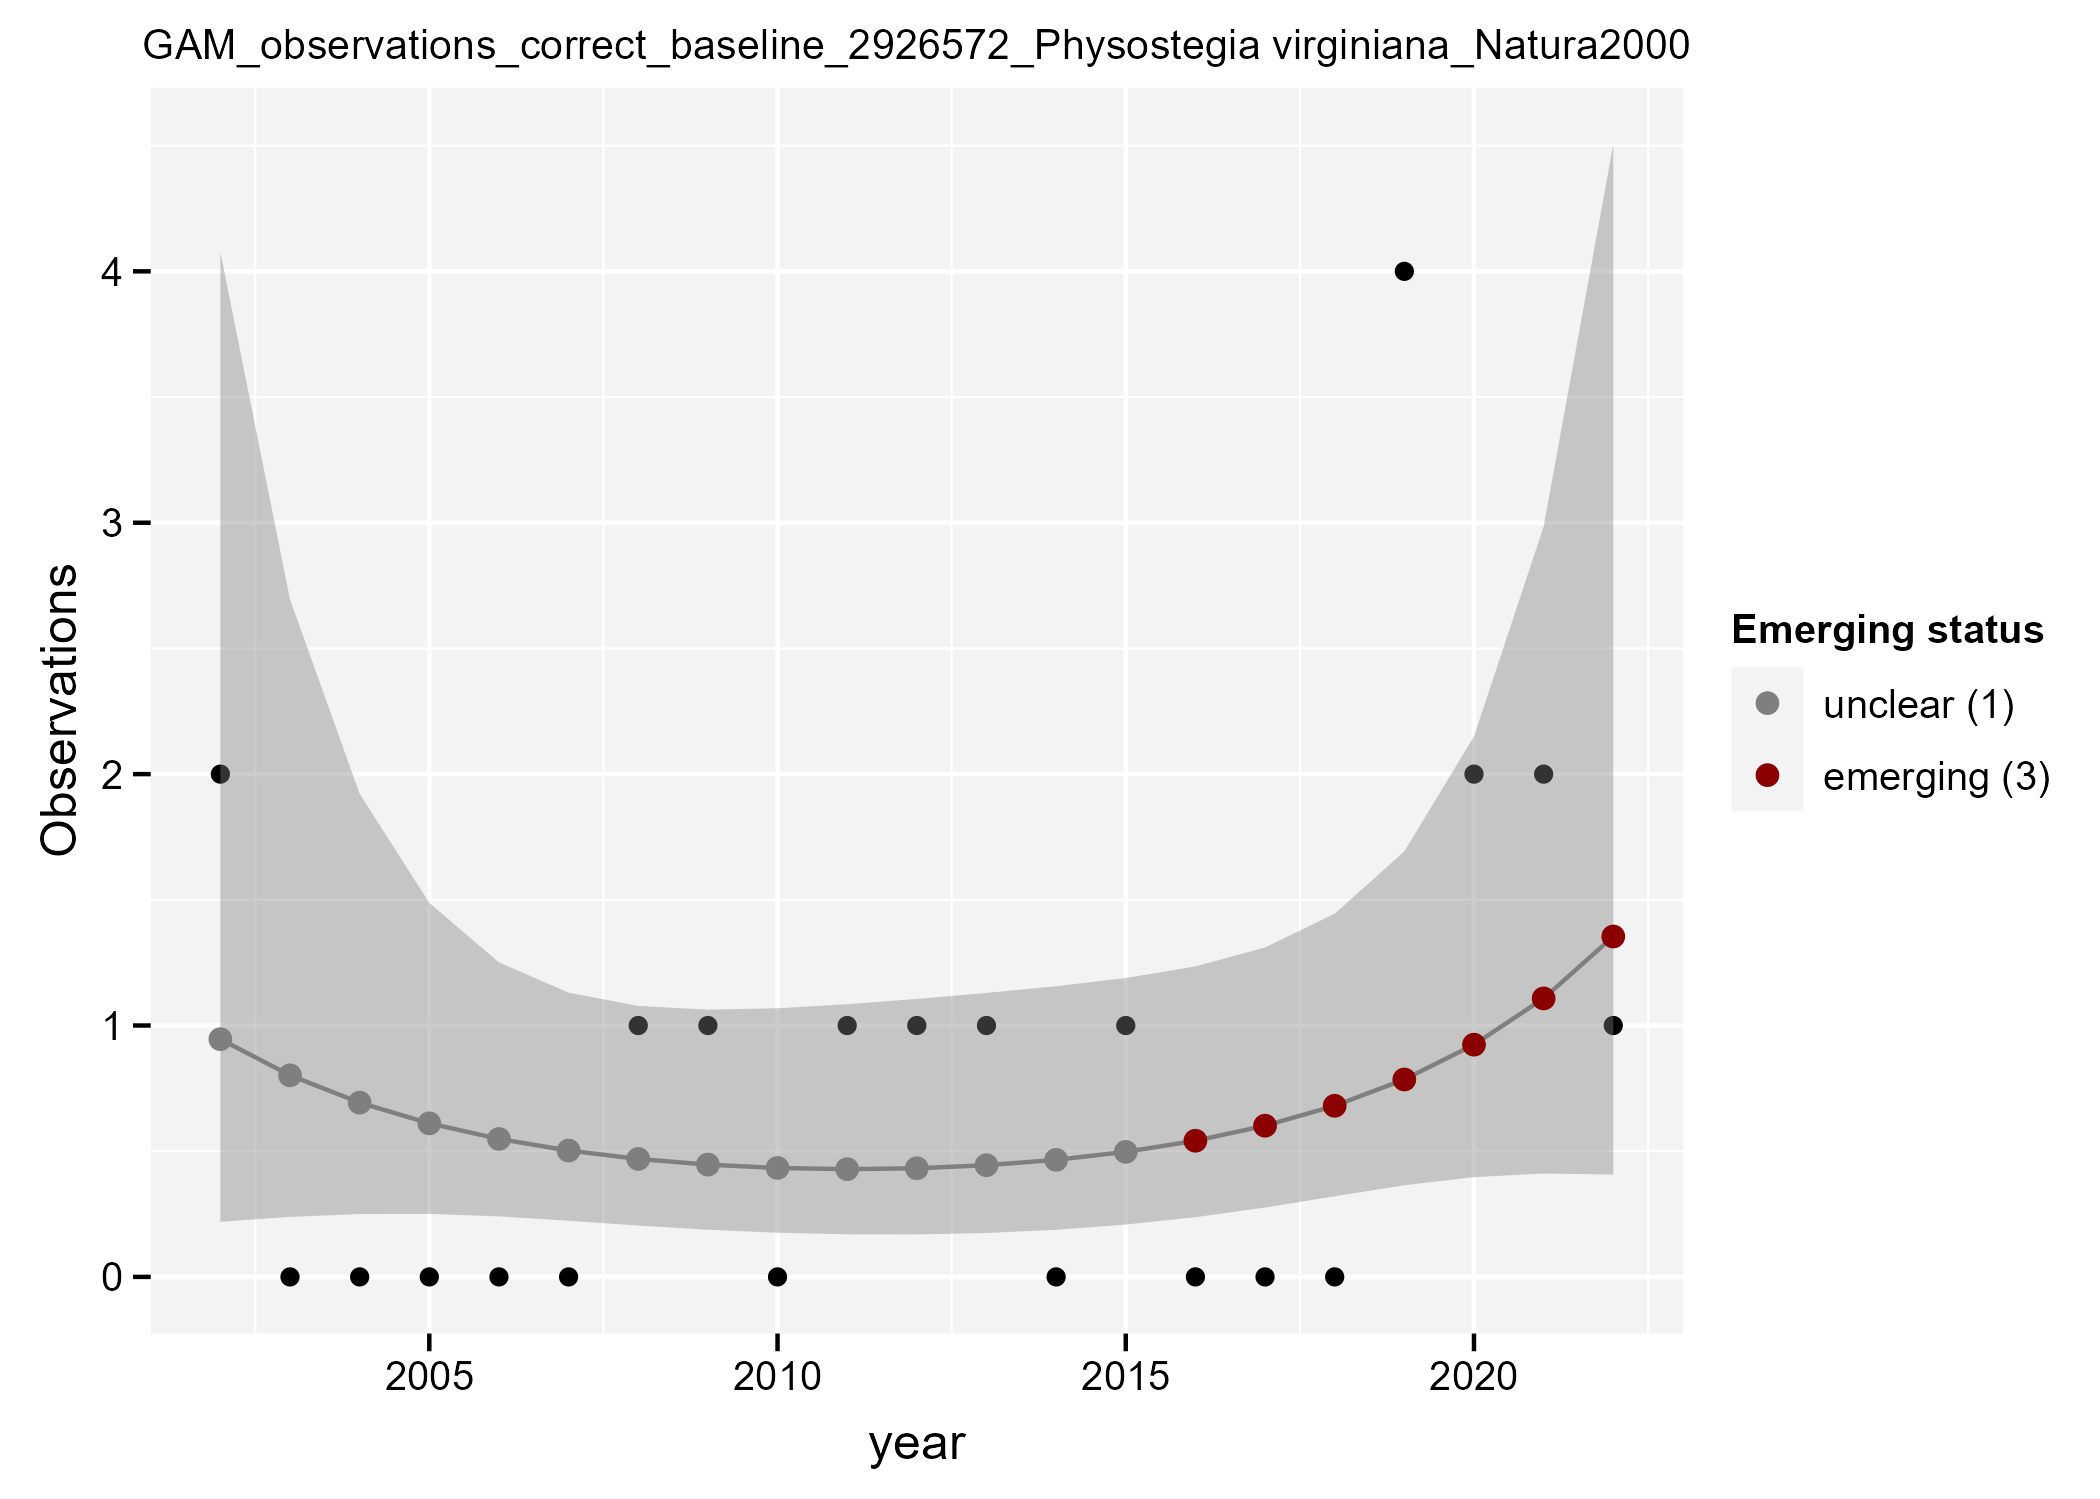 GAM_observations_correct_baseline_2926572_Physostegia virginiana_Natura2000
Observations
4
3
2
1
0
2005
2010
2015
2020
year
Emerging status
unclear (1)
emerging (3)